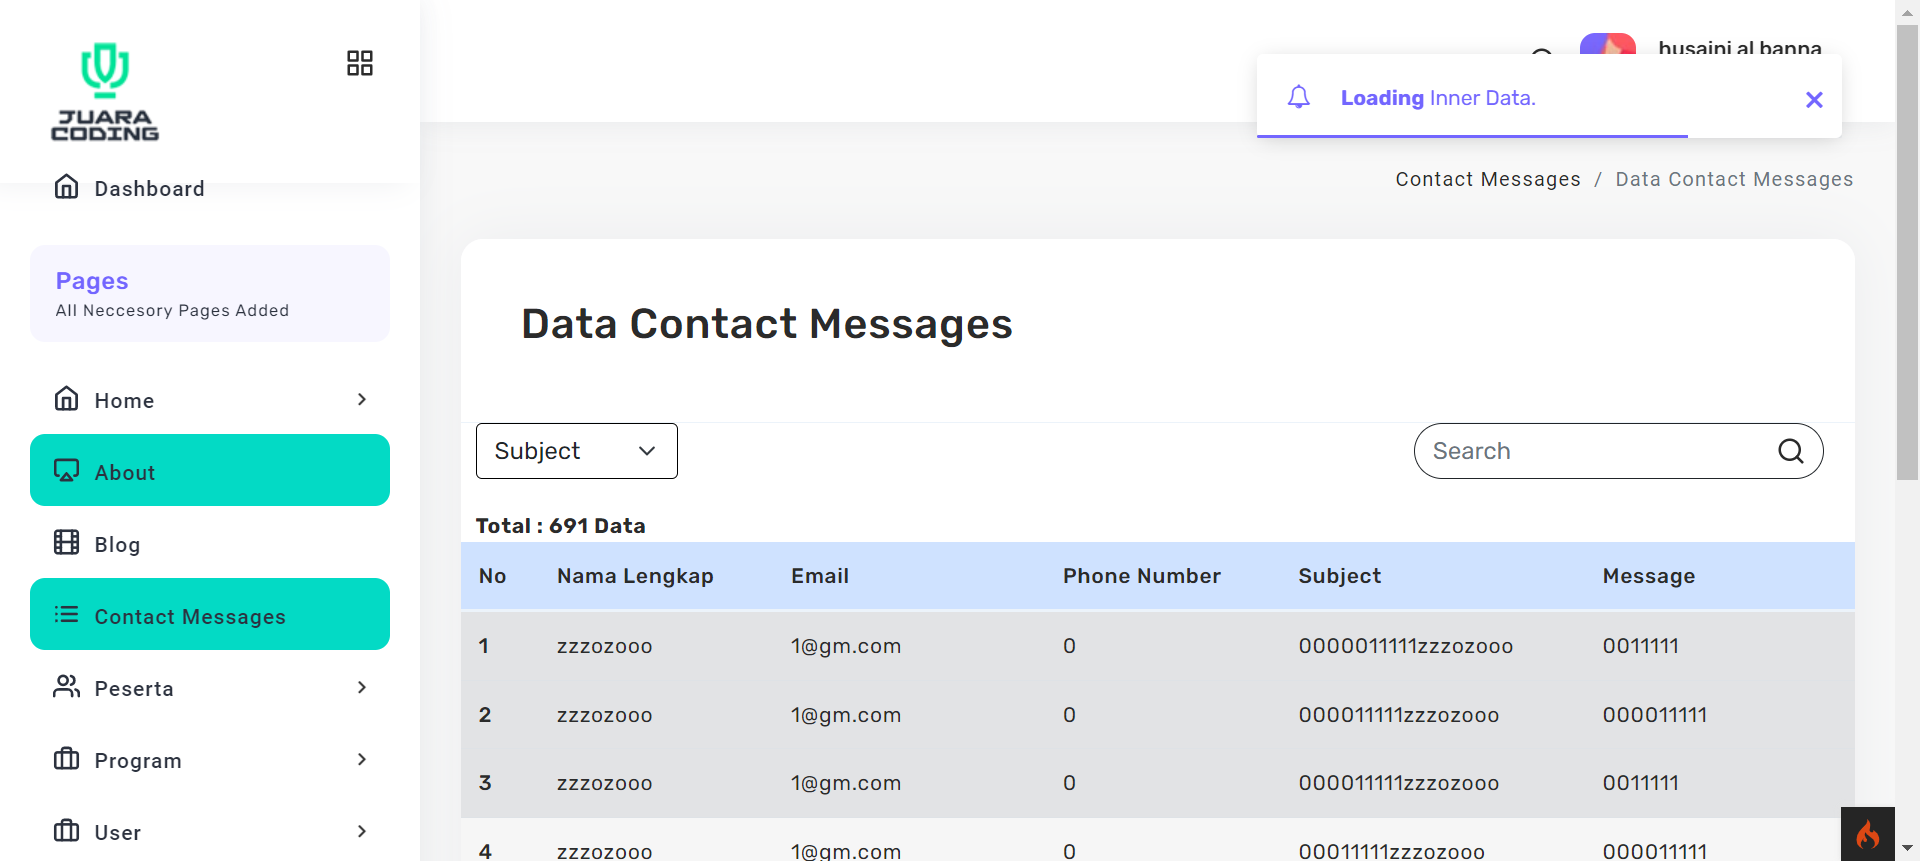 JUARA
CODING
husaini al banna
Loading Inner Data.
Dashboard
Contact Messages / Data Contact Messages
Pages
All Neccesory Pages Added
Data Contact Messages
Home
Subject
Search
About
Total : 691 Data
Blog
No Nama Lengkap Email Phone Number Subject Message
Contact Messages
1 zzzozooo 1@gm.com 0 0000011111zzzozooo 0011111
Peserta
2 zzzozooo 1@gm.com 0 000011111zzzozooo 000011111
Program
3 zzzozooo 1@gm.com 0 000011111zzzozooo 0011111
User
4 zzzozooo 1@gm.com 0 00011111zzzozooo 000011111